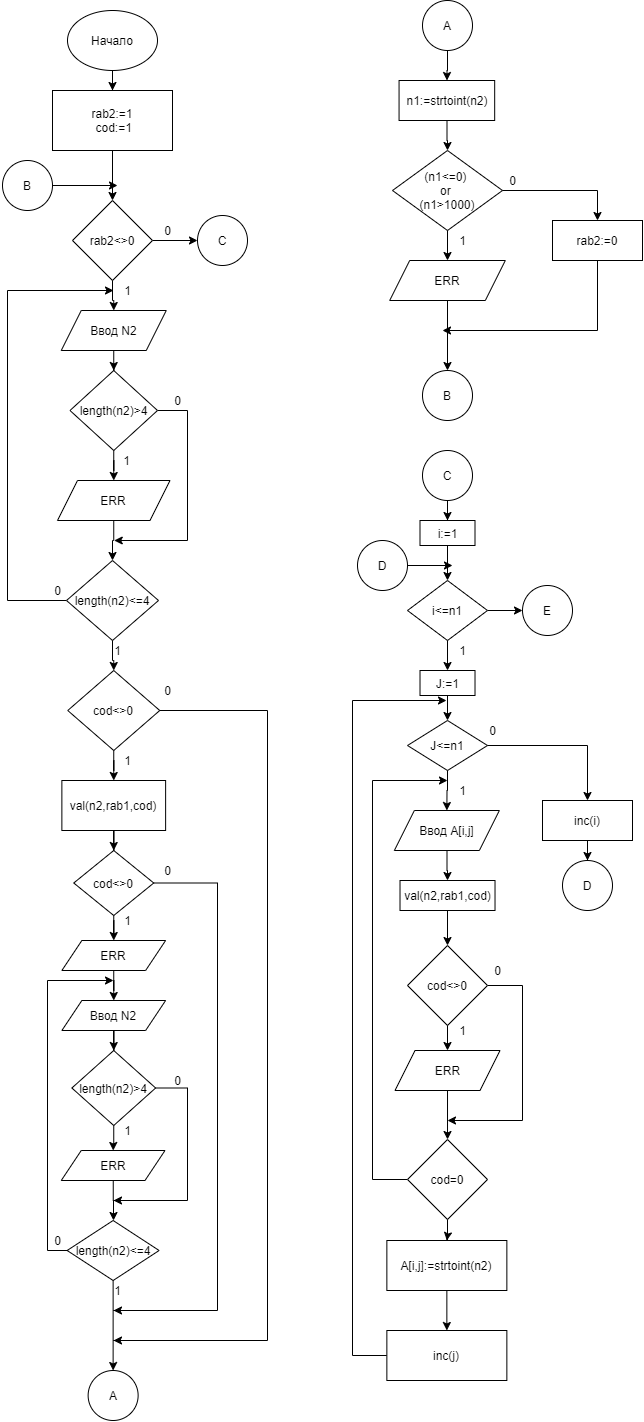 Начало
rab2:=1
cod:=1
B
rab2<>0
0
C
1
Ввод N2
length(n2)>4
0
1
ERR
length(n2)<=4
0
1
cod<>0
0
1
val(n2,rab1,cod)
cod<>0
0
1
ERR
Ввод N2
length(n2)>4
0
1
ERR
length(n2)<=4
0
1
A
A
n1:=strtoint(n2)
(n1<=0)
or
(n1>1000)
0
1
rab2:=0
ERR
B
C
i:=1
D
i<=n1
E
1
J:=1
J<=n1
0
1
inc(i)
D
Ввод A[i,j]
val(n2,rab1,cod)
cod<>0
0
1
ERR
cod=0
A[i,j]:=strtoint(n2)
inc(j)